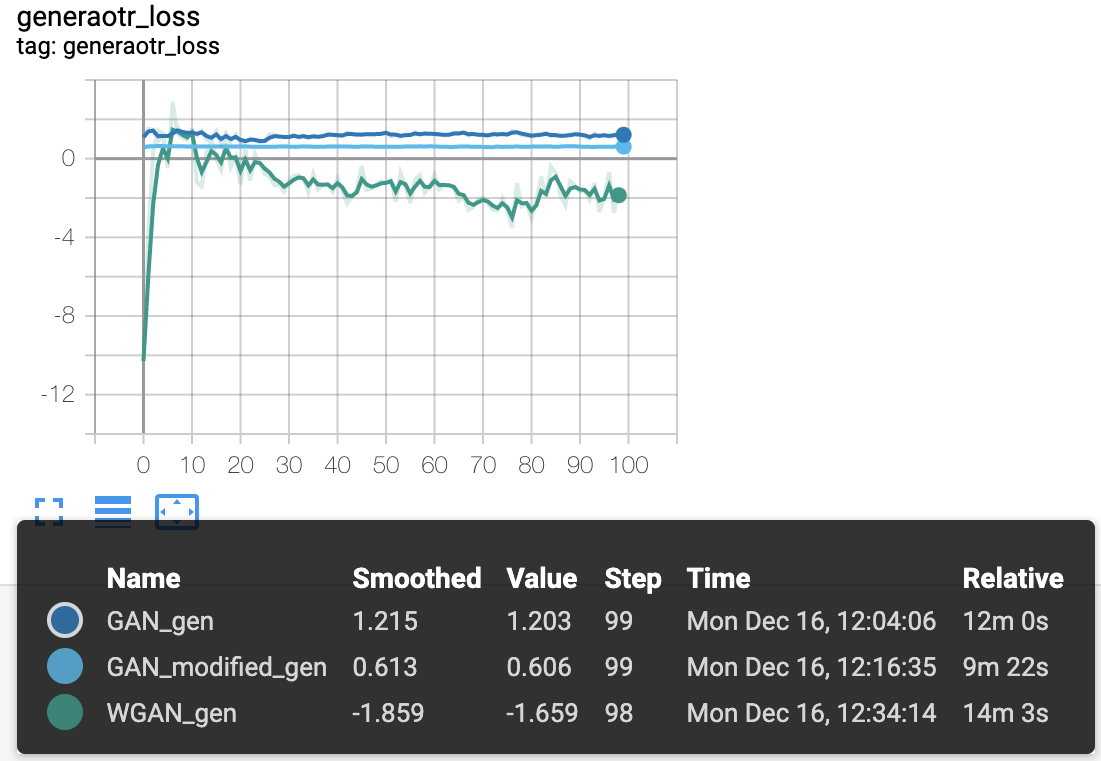 generaotr_loss
tag: generaotr_loss
0
-4
-8
-12
0 10 20 30 40 50 60 70 80 90 100
Name Smoothed Value Step Time Relative
GAN_gen 1.215 1.203 99 Mon Dec 16, 12:04:06 12m 0s
GAN_modified_gen 0.613 0.606 99 Mon Dec 16, 12:16:35 9m 22s
WGAN_gen -1.859 -1.659 98 Mon Dec 16, 12:34:14 14m 3s